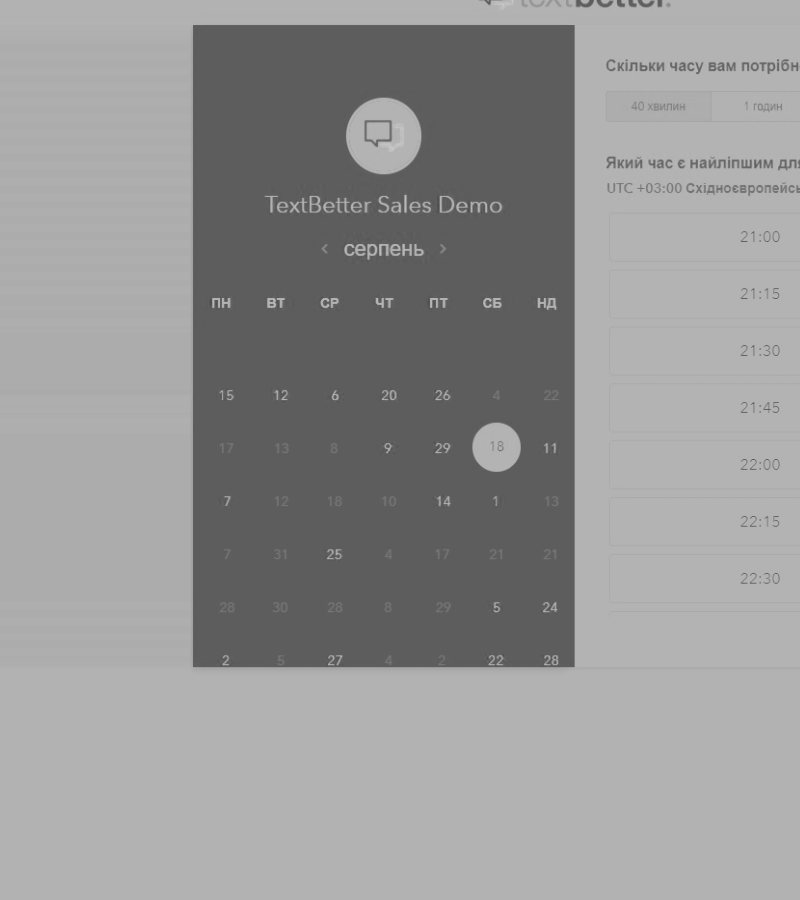 textbetter.
TextBetter Sales Demo
‹ серпень ›
ПН ВТ СР ЧТ ПТ СБ НД
15 12 6 20 26 4 22
17 13 8 9 29 18 11
7 12 18 10 14 1 13
7 31 25 4 17 21 21
28 30 28 8 29 5 24
2 5 27 4 2 22 28
Скільки часу вам потрібн
40 хвилин 1 годин
Який час є найліпшим для
UTC +03:00 Східноєвропейсь
21:00
21:15
21:30
21:45
22:00
22:15
22:30